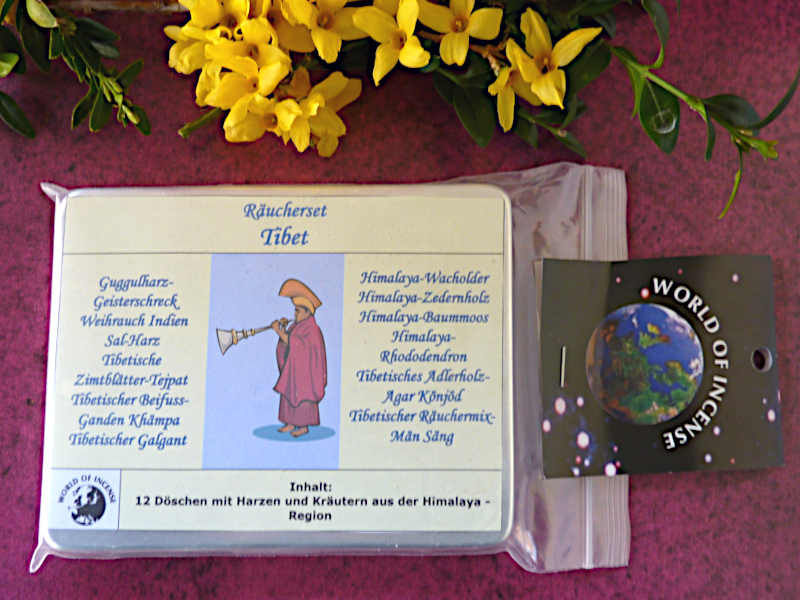 Räucherset
Tibet
Guggulharz-
Geisterschreck
Weihrauch Indien
Sal-Harz
Tibetische
Zimtblätter-Tejpat
Tibetischer Beifuss-
Ganden Khämpa
Tibetischer Galgant
Himalaya-Wacholder
Himalaya-Zedernholz
Himalaya-Baummoos
Himalaya-
Rhododendron
Tibetisches Adlerholz-
Agar Könjöd
Tibetischer Räuchermix-
Män Säng
WORLD OF INCENSE
Inhalt:
12 Döschen mit Harzen und Kräutern aus der Himalaya -
Region
WORLD OF INCENSE